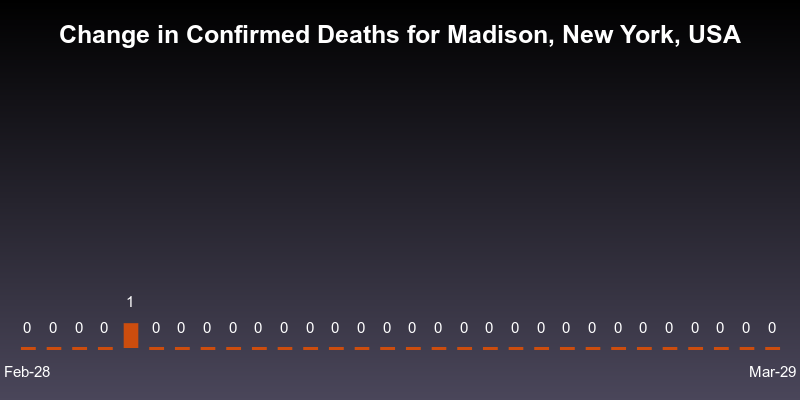 Change in Confirmed Deaths for Madison, New York, USA
1
0 0 0 0 0 0 0 0 0 0 0 0 0 0 0 0 0 0 0 0 0 0 0 0 0 0 0 0 0
Feb-28 Mar-29